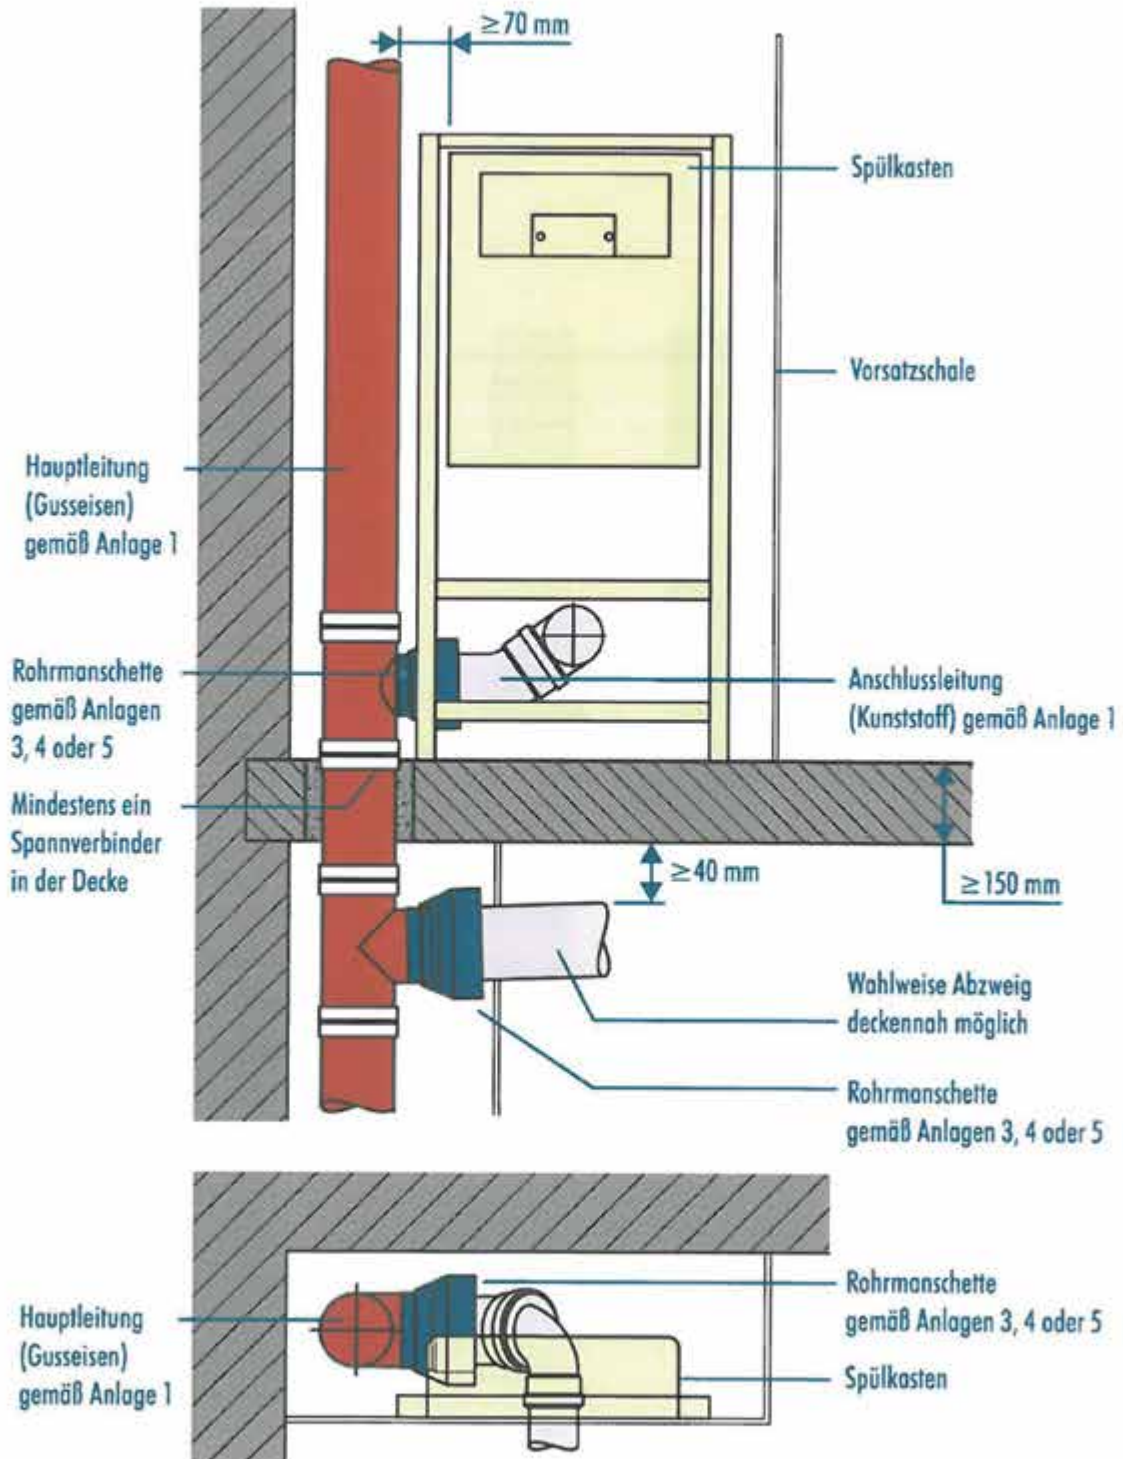 ≥70 mm
Spülkasten
Vorsatzschale
Hauptleitung
(Gusseisen)
gemäß Anlage 1
Rohrmanschette
gemäß Anlagen
3, 4 oder 5
Anschlussleitung
(Kunststoff) gemäß Anlage 1
Mindestens ein
Spannverbinder
in der Decke
≥40 mm
≥150 mm
Wahlweise Abzweig
deckennah möglich
Rohrmanschette
gemäß Anlagen 3, 4 oder 5
Hauptleitung
(Gusseisen)
gemäß Anlage 1
Rohrmanschette
gemäß Anlagen 3, 4 oder 5
Spülkasten